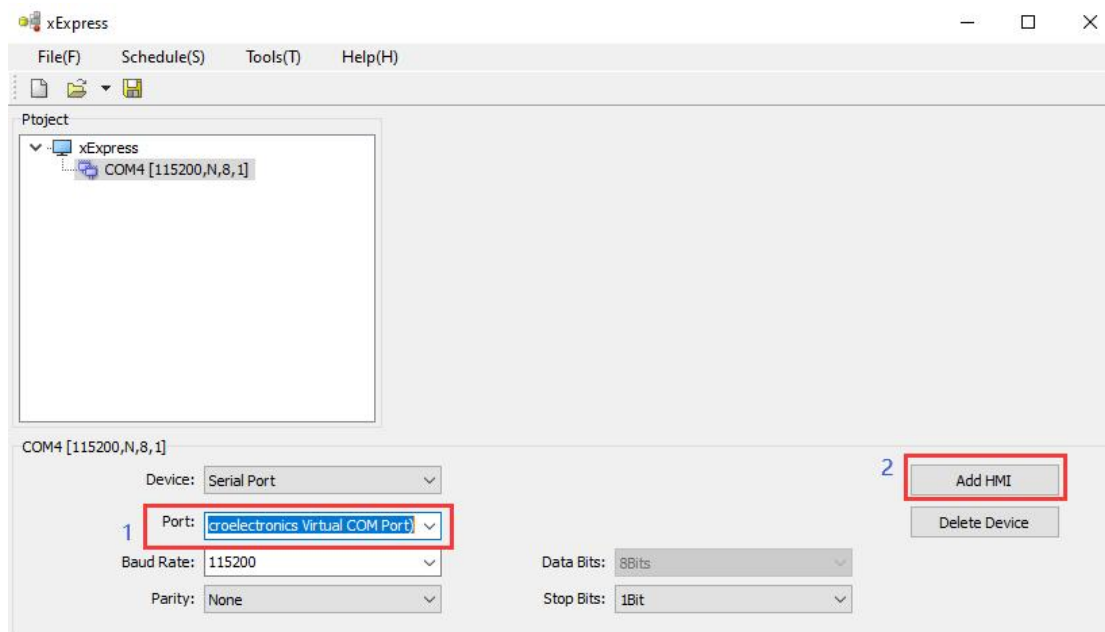 xExpress
File(F) Schedule(S) Tools(T) Help(H)
Ptoject
xExpress
COM4 [115200,N,8,1]
COM4 [115200,N,8,1]
Device: Serial Port
2
Add HMI
1
Port: croelectronics Virtual COM Port)
Delete Device
Baud Rate: 115200
Data Bits: 8Bits
Parity: None
Stop Bits: 1Bit